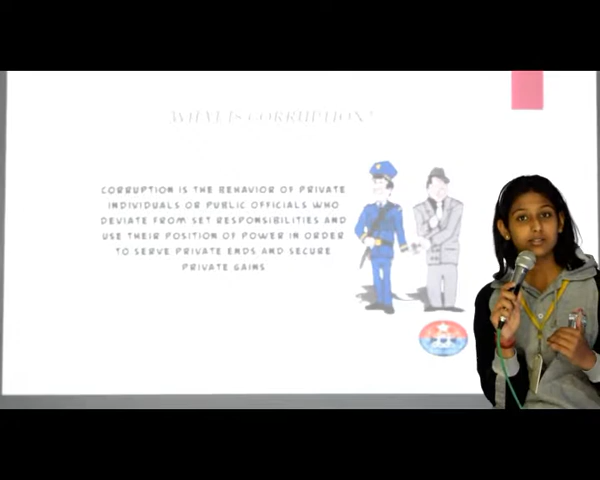 WHAT IS CORRUPTION?
CORRUPTION IS THE BEHAVIOR OF PRIVATE
INDIVIDUALS OR PUBLIC OFFICIALS WHO
DEVIATE FROM SET RESPONSIBILITIES AND
USE THEIR POSITION OF POWER IN ORDER
TO SERVE PRIVATE ENDS AND SECURE
PRIVATE GAINS